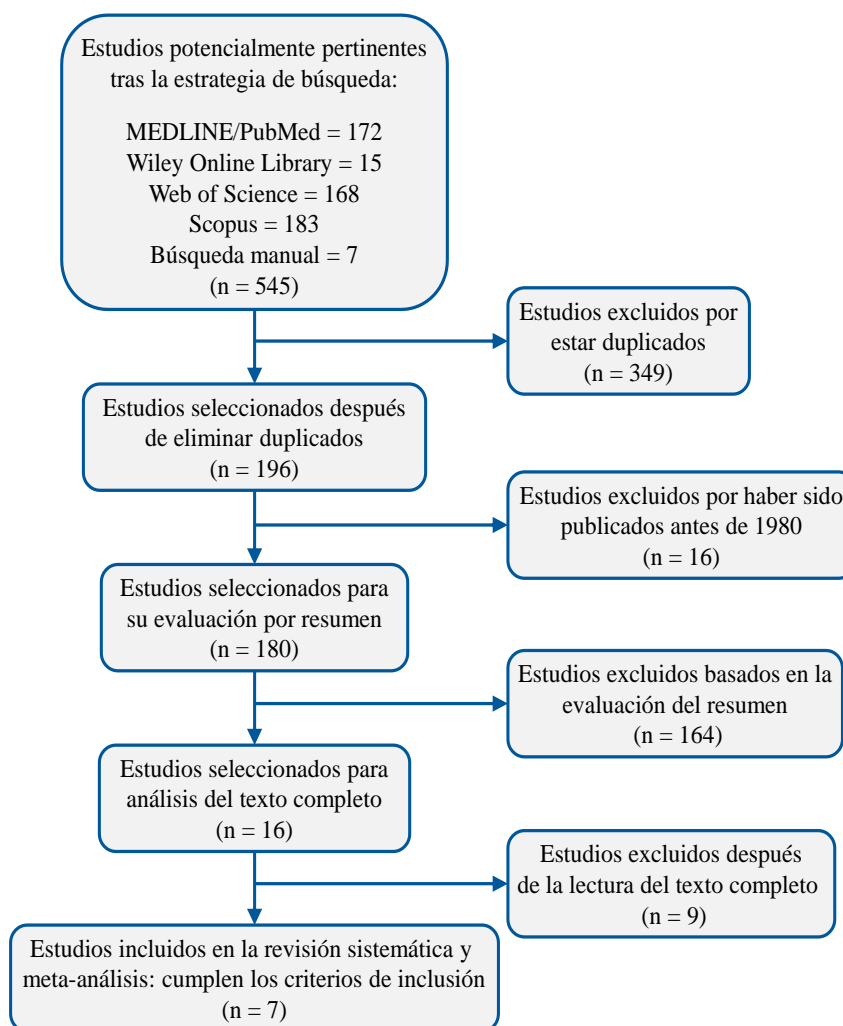 Estudios potencialmente pertinentes
tras la estrategia de búsqueda:
MEDLINE/PubMed = 172
Wiley Online Library = 15
Web of Science = 168
Scopus = 183
Búsqueda manual = 7
(n = 545)
Estudios excluidos por
estar duplicados
(n = 349)
Estudios seleccionados después
de eliminar duplicados
(n = 196)
Estudios excluidos por haber sido
publicados antes de 1980
(n = 16)
Estudios seleccionados para
su evaluación por resumen
(n = 180)
Estudios excluidos basados en la
evaluación del resumen
(n = 164)
Estudios seleccionados para
análisis del texto completo
(n = 16)
Estudios excluidos después
de la lectura del texto completo
(n = 9)
Estudios incluidos en la revisión sistemática y
meta-análisis: cumplen los criterios de inclusión
(n = 7)